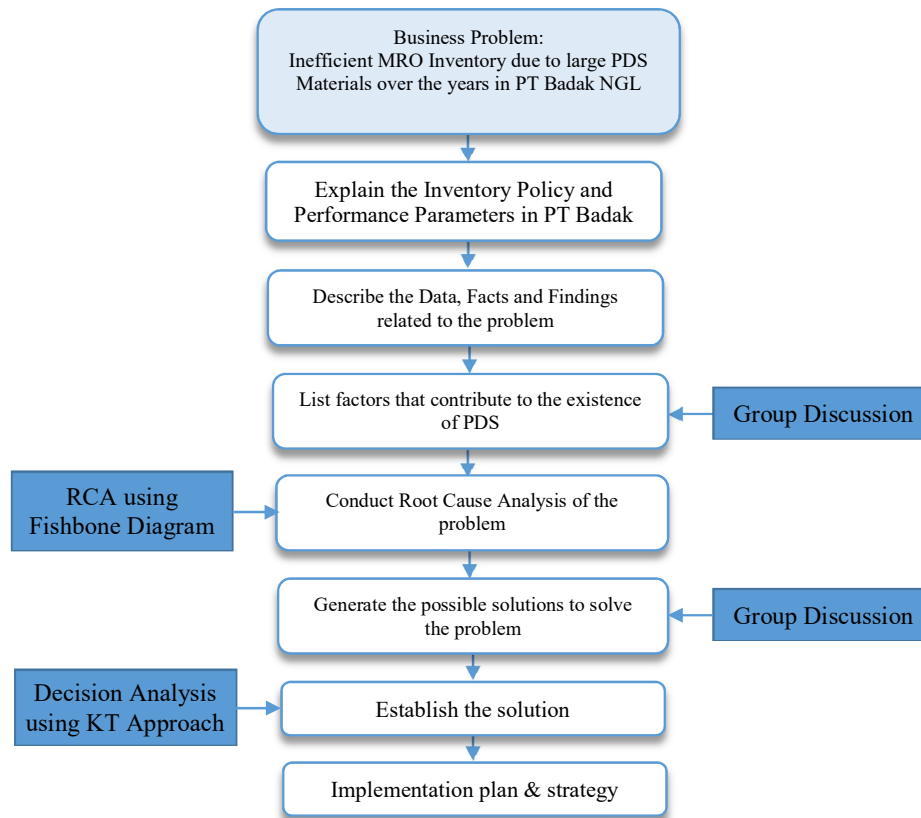 Business Problem:
Inefficient MRO Inventory due to large PDS
Materials over the years in PT Badak NGL
Explain the Inventory Policy and
Performance Parameters in PT Badak
Describe the Data, Facts and Findings
related to the problem
List factors that contribute to the existence
of PDS
Group Discussion
RCA using
Fishbone Diagram
Conduct Root Cause Analysis of the
problem
Generate the possible solutions to solve
the problem
Group Discussion
Decision Analysis
using KT Approach
Establish the solution
Implementation plan & strategy